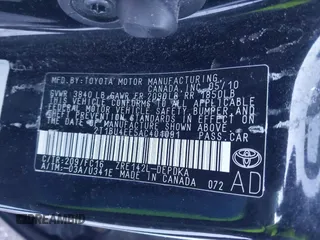 MFD BY:TOYOTA MOTOR MANUFACTURING
CANADA, INC. 05/10
GVWR 3840 LB GAWR FR 2090LB RR 1850LB
THIS VEHICLE CONFORMS TO ALL APPLICABLE
FEDERAL MOTOR VEHICLE SAFETY, BUMPER AND
THEFT PREVENTION STANDARDS IN EFFECT
ON THE DATE OF MANUFACTURE SHOWN ABOVE.
PASS. CAR
C/TR:209/FC16 ZRE142L-DEPDKA
A/TM:-03A/U341E
MADE IN CANADA 072
AD
TOYOTA